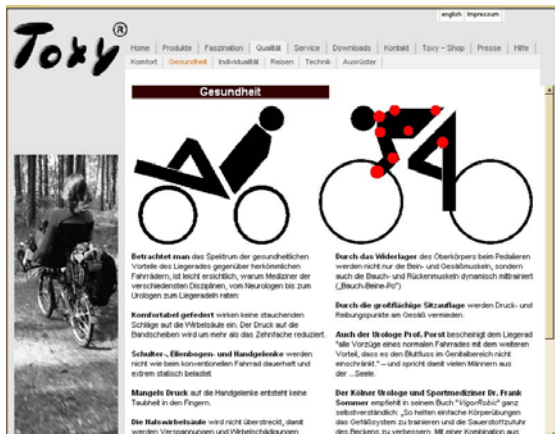 english Impressum
Toxy®
Home Produkte Faszination Qualität Service Downloads Kontakt Toxy - Shop Presse Hilfe
Komfort Gesundheit Individualität Reisen Technik Ausrüster
Gesundheit
Betrachtet man das Spektrum der gesundheitlichen
Vorteile des Liegerades gegenüber herkömmlichen
Fahrrädern, ist leicht ersichtlich, warum Mediziner der
verschiedensten Disziplinen, vom Neurologen bis zum
Urologen zum Liegeradeln raten:
Komfortabel gefedert wirken keine stauchenden
Schläge auf die Wirbelsäule ein. Der Druck auf die
Bandscheiben wird um mehr als das Zehnfache reduziert.
Schulter-, Ellenbogen- und Handgelenke werden
nicht wie beim konventionellen Fahrrad dauerhaft und
extrem statisch belastet
Mangels Druck auf die Handgelenke entsteht keine
Taubheit in den Fingern.
Die Halswirbelsäule wird nicht überstreckt, damit
werden Verspannungen und Wirbelschädigungen
Durch das Widerlager des Oberkörpers beim Pedalieren
werden nicht nur die Bein- und Gesäßmuskeln, sondern
auch die Bauch- und Rückenmuskeln dynamisch mittrainiert
(„Bauch-Beine-Po")
Durch die großflächige Sitzauflage werden Druck- und
Reibungspunkte am Gesäß vermieden.
Auch der Urologe Prof. Porst bescheinigt dem Liegerad
"alle Vorzüge eines normalen Fahrrades mit dem weiteren
Vorteil, dass es den Blutfluss in Genitalbereich nicht
einschränkt." – und spricht damit vielen Männern aus
der ...Seele.
Der Kölner Urologe und Sportmediziner Dr. Frank
Sommer empfiehlt in seinem Buch "VigorRobic" ganz
selbstverständlich: „So helfen einfache Körperübungen
das Gefäßsystem zu trainieren und die Sauerstoffzufuhr
des Beckens zu verbessern. Mit einer Kombination aus